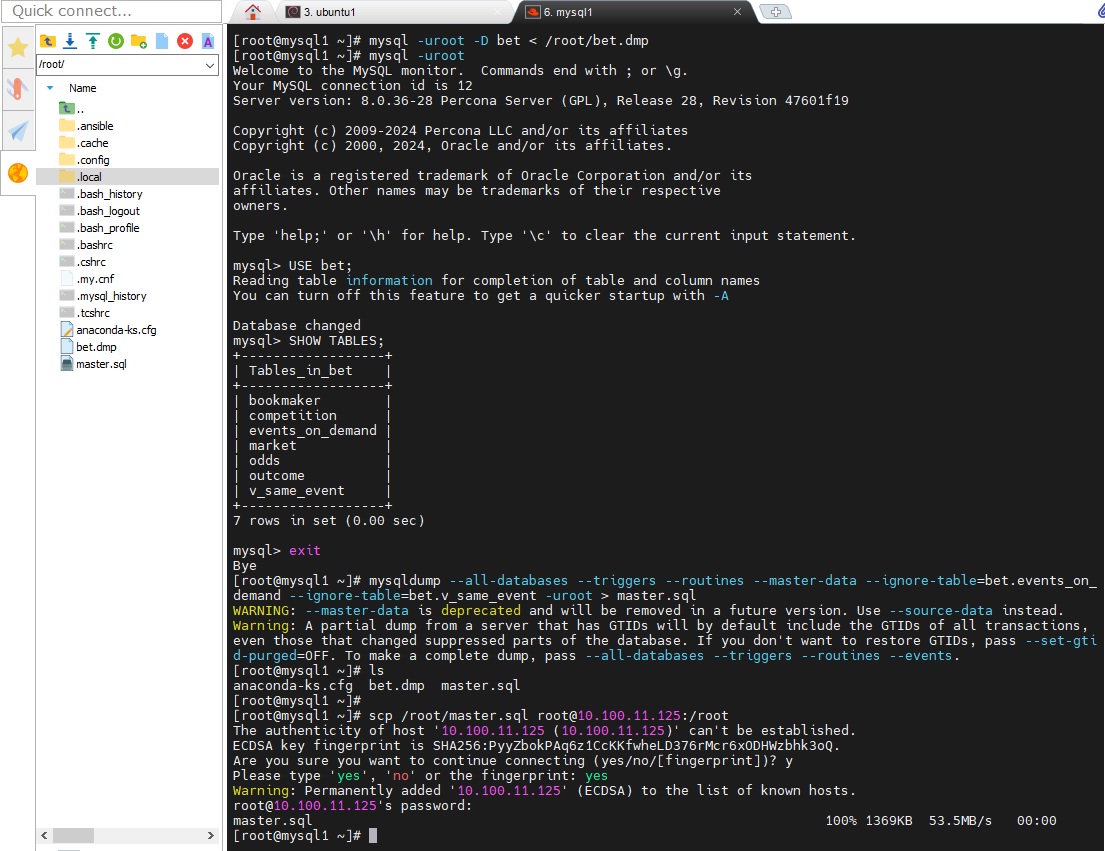 Quick connect...
3. ubuntu1
6. mysql1
/root/
Name
..
.ansible
.cache
.config
.local
.bash_history
.bash_logout
.bash_profile
.bashrc
.cshrc
.my.cnf
.mysql_history
.tcshrc
anaconda-ks.cfg
bet.dmp
master.sql
[root@mysql1 ~]# mysql -uroot -D bet < /root/bet.dmp
[root@mysql1 ~]# mysql -uroot
Welcome to the MySQL monitor.  Commands end with ; or \g.
Your MySQL connection id is 12
Server version: 8.0.36-28 Percona Server (GPL), Release 28, Revision 47601f19
Copyright (c) 2009-2024 Percona LLC and/or its affiliates
Copyright (c) 2000, 2024, Oracle and/or its affiliates.
Oracle is a registered trademark of Oracle Corporation and/or its
affiliates. Other names may be trademarks of their respective
owners.
Type 'help;' or '\h' for help. Type '\c' to clear the current input statement.
mysql> USE bet;
Reading table information for completion of table and column names
You can turn off this feature to get a quicker startup with -A
Database changed
mysql> SHOW TABLES;
+------------------+
| Tables_in_bet    |
+------------------+
| bookmaker        |
| competition      |
| events_on_demand |
| market           |
| odds             |
| outcome          |
| v_same_event     |
+------------------+
7 rows in set (0.00 sec)
mysql> exit
Bye
[root@mysql1 ~]# mysqldump --all-databases --triggers --routines --master-data --ignore-table=bet.events_on_
demand --ignore-table=bet.v_same_event -uroot > master.sql
WARNING: --master-data is deprecated and will be removed in a future version. Use --source-data instead.
Warning: A partial dump from a server that has GTIDs will by default include the GTIDs of all transactions,
even those that changed suppressed parts of the database. If you don't want to restore GTIDs, pass --set-gti
d-purged=OFF. To make a complete dump, pass --all-databases --triggers --routines --events.
[root@mysql1 ~]# ls
anaconda-ks.cfg  bet.dmp  master.sql
[root@mysql1 ~]#
[root@mysql1 ~]# scp /root/master.sql root@10.100.11.125:/root
The authenticity of host '10.100.11.125 (10.100.11.125)' can't be established.
ECDSA key fingerprint is SHA256:PyyZbokPAq6z1CcKKfwheLD376rMcr6xODHWzbhk3oQ.
Are you sure you want to continue connecting (yes/no/[fingerprint])? y
Please type 'yes', 'no' or the fingerprint: yes
Warning: Permanently added '10.100.11.125' (ECDSA) to the list of known hosts.
root@10.100.11.125's password:
master.sql 100% 1369KB  53.5MB/s   00:00
[root@mysql1 ~]#